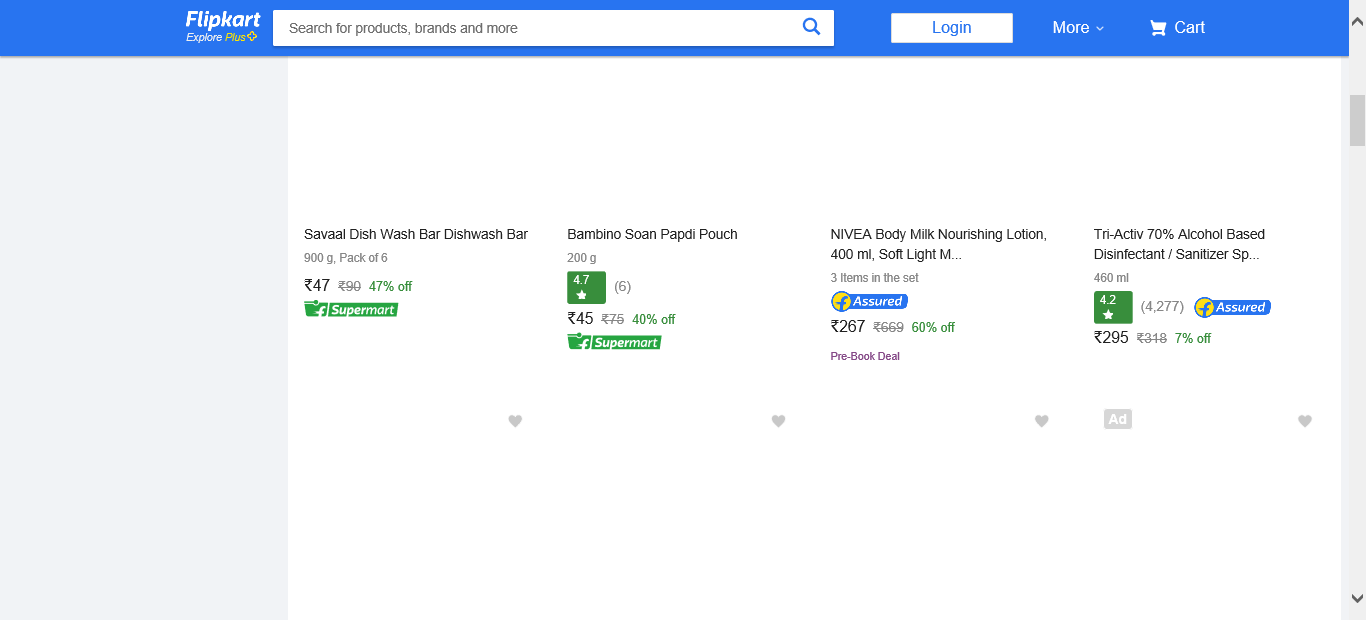 Flipkart
Explore Plus
Search for products, brands and more
Login
More
Cart
Savaal Dish Wash Bar Dishwash Bar
900 g, Pack of 6
₹47 ₹90 47% off
Supermart
Bambino Soan Papdi Pouch
200 g
4.7 (6)
₹45 ₹75 40% off
Supermart
NIVEA Body Milk Nourishing Lotion,
400 ml, Soft Light M...
3 Items in the set
Assured
₹267 ₹669 60% off
Pre-Book Deal
Tri-Activ 70% Alcohol Based
Disinfectant / Sanitizer Sp...
460 ml
4.2 (4,277) Assured
₹295 ₹318 7% off
Ad